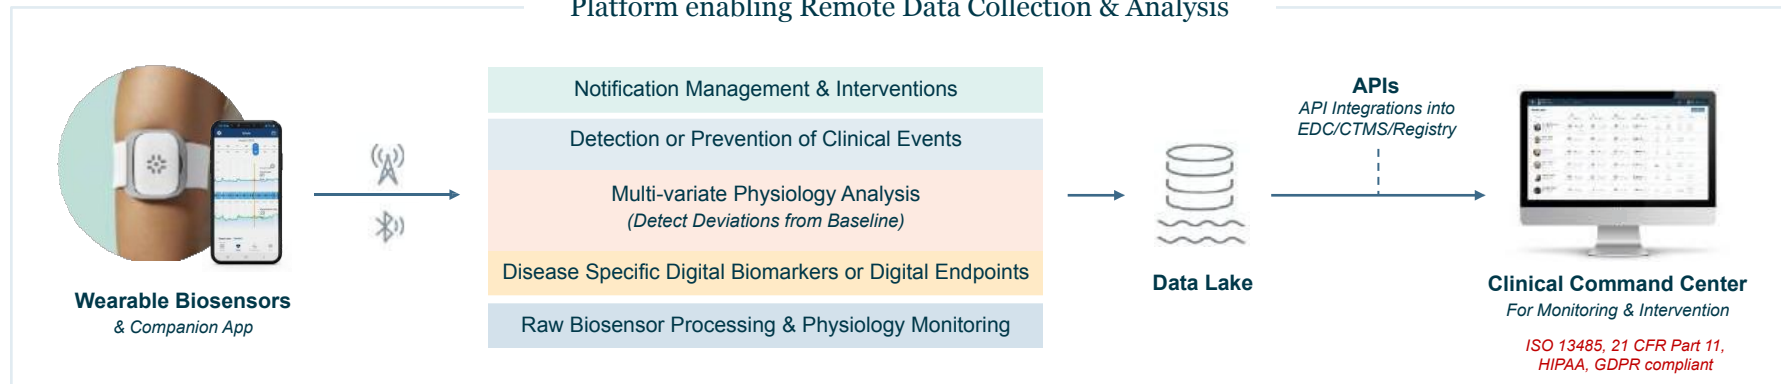 Platform enabling Remote Data Collection & Analysis
Wearable Biosensors
& Companion App
Notification Management & Interventions
Detection or Prevention of Clinical Events
Multi-variate Physiology Analysis
(Detect Deviations from Baseline)
Disease Specific Digital Biomarkers or Digital Endpoints
Raw Biosensor Processing & Physiology Monitoring
Data Lake
APIs
API Integrations into
EDC/CTMS/Registry
Clinical Command Center
For Monitoring & Intervention
ISO 13485, 21 CFR Part 11,
HIPAA, GDPR compliant